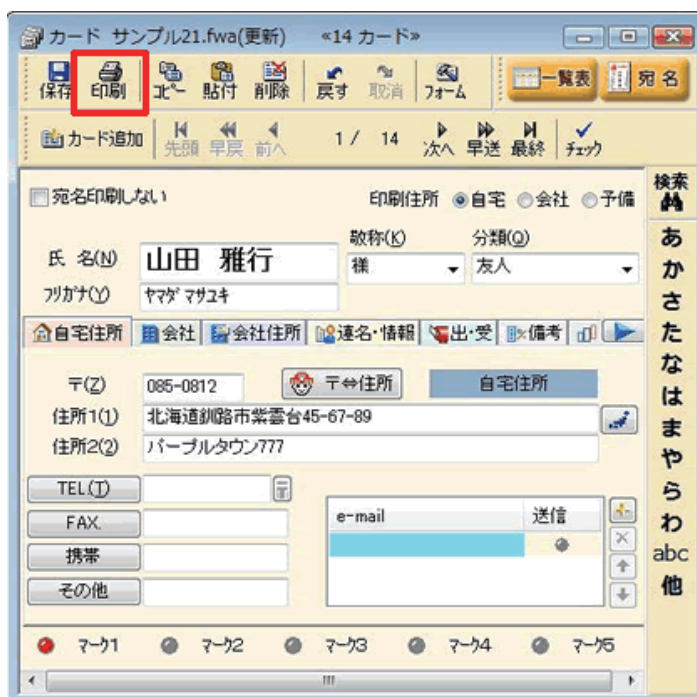 カード サンプル21.fwa(更新) «14 カード»
保存 印刷 コピー 貼付 削除 戻す 取消 フォーム 一覧表 宛名
カード追加 先頭 早戻 前へ 1 / 14 次へ 早送 最終 チェック
宛名印刷しない 印刷住所 自宅 会社 予備
敬称(K) 分類(Q)
氏 名(N) 山田 雅行 様 友人
フリガナ(Y) ヤマダ マサユキ
自宅住所 会社 会社住所 連名・情報 出・受 備考
〒(Z) 085-0812 〒⇔住所 自宅住所
住所1(1) 北海道釧路市紫雲台45-67-89
住所2(2) パープルタウン777
TEL(T)
FAX. e-mail 送信
携帯
その他
マーク1 マーク2 マーク3 マーク4 マーク5
検索
あ
か
さ
た
な
は
ま
や
ら
わ
abc
他